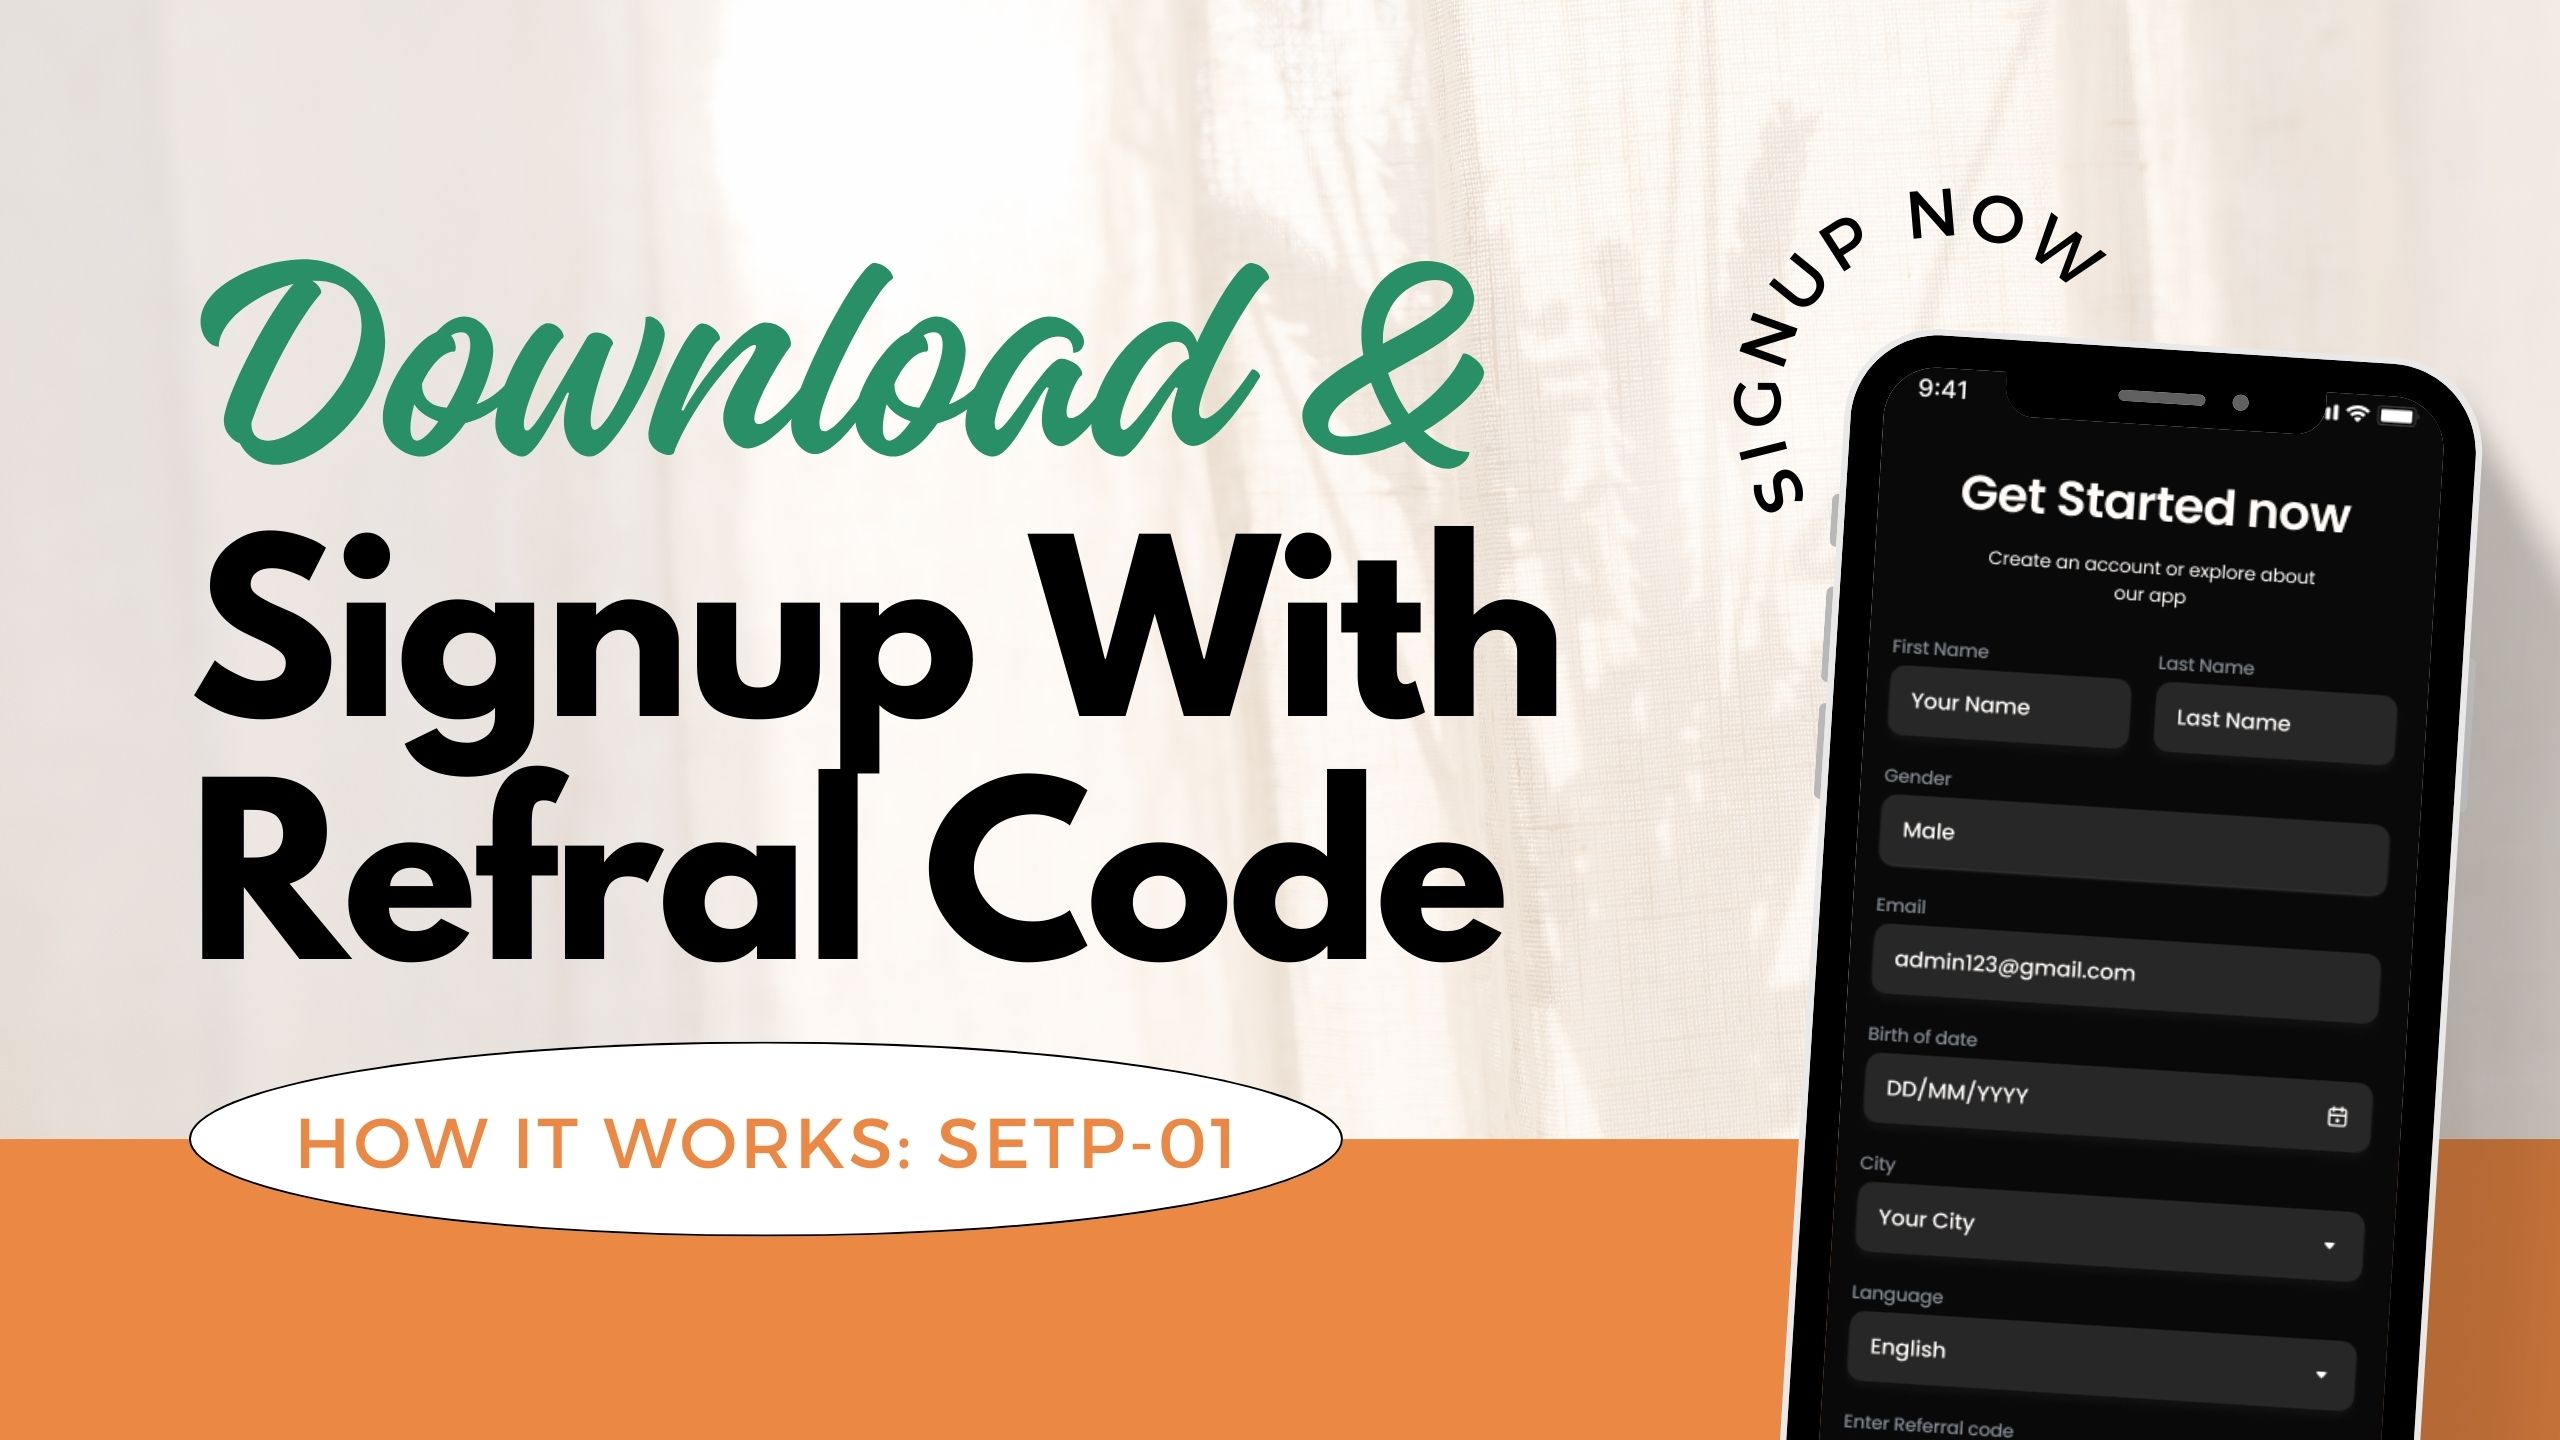 Download &
Signup With
Refral Code
HOW IT WORKS: SETP-01
SIGNUP NOW
9:41
Get Started now
Create an account or explore about
our app
First Name
Last Name
Your Name
Last Name
Gender
Male
Email
admin123@gmail.com
Birth of date
DD/MM/YYYY
City
Your City
Language
English
Enter Referral code